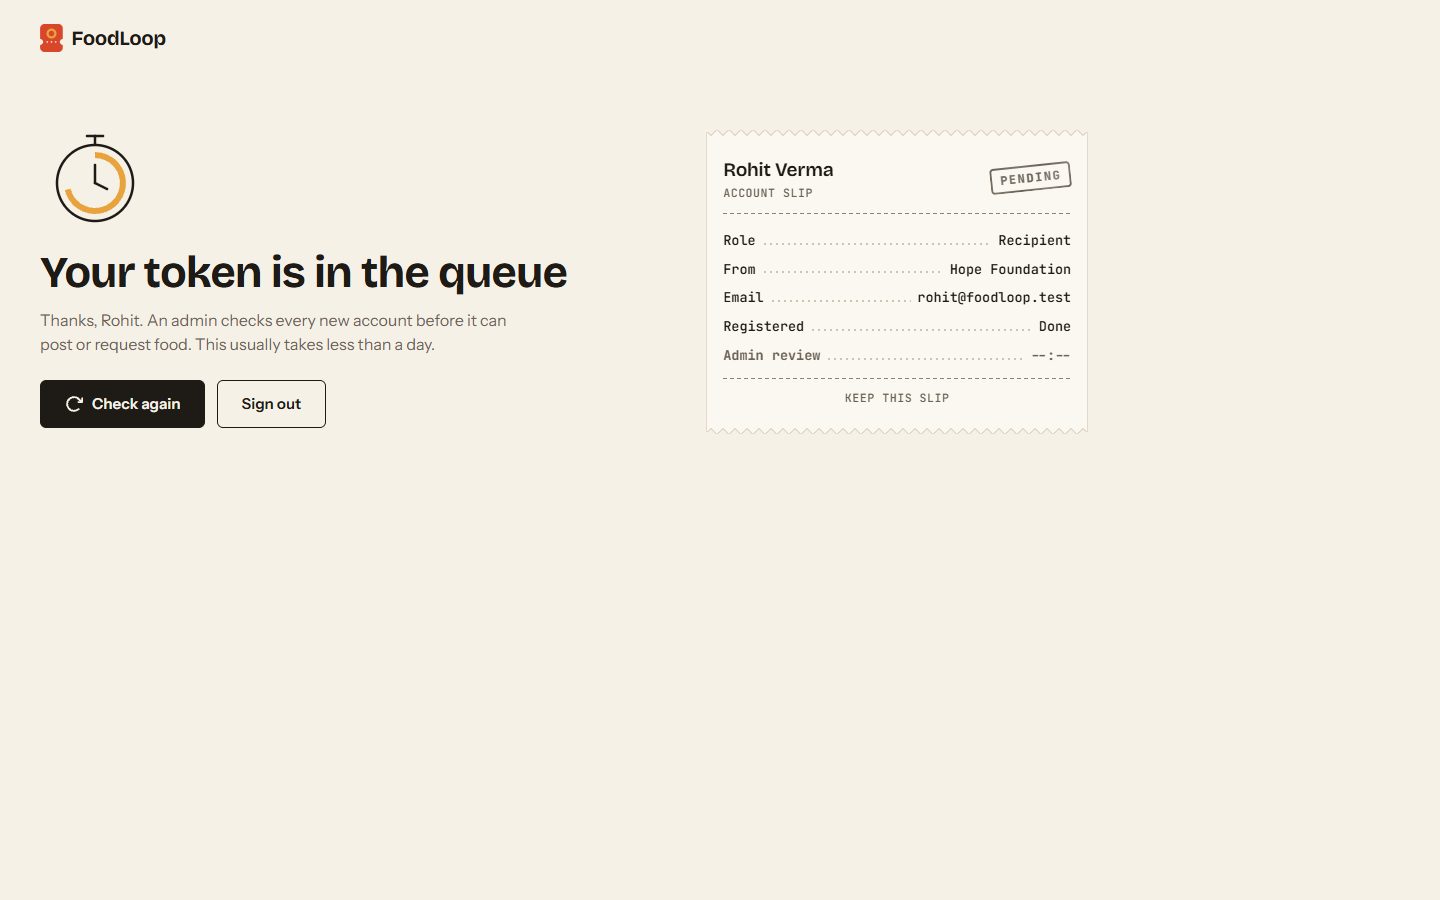 FoodLoop
Your token is in the queue
Thanks, Rohit. An admin checks every new account before it can
post or request food. This usually takes less than a day.
Check again
Sign out
Rohit Verma
ACCOUNT SLIP
PENDING
Role Recipient
From Hope Foundation
Email rohit@foodloop.test
Registered Done
Admin review --:--
KEEP THIS SLIP